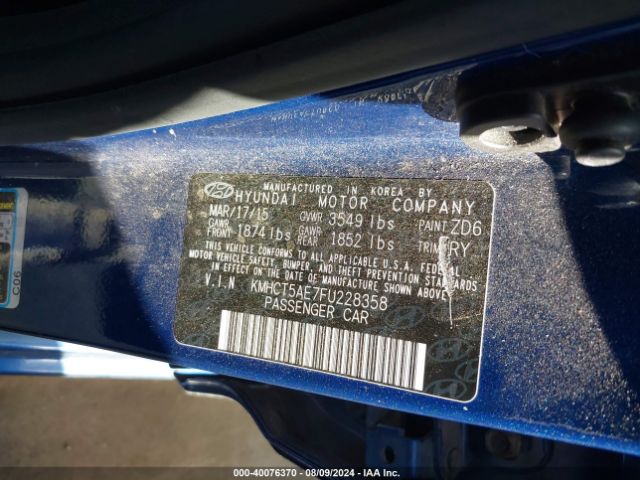 MANUFACTURED IN KOREA BY
HYUNDAI MOTOR COMPANY
MAR/17/15 GVWR 3549 lbs PAINT ZD6
GAWR FRONT 1874 lbs GAWR REAR 1852 lbs TRIM RY
THIS VEHICLE CONFORMS TO ALL APPLICABLE U.S.A. FEDERAL
MOTOR VEHICLE SAFETY, BUMPER, AND THEFT PREVENTION
STANDARDS IN EFFECT ON THE DATE OF MANUFACTURE SHOWN ABOVE
V.I.N KMHCT5AE7FU228358
PASSENGER CAR
C06
000-40076370 • 08/09/2024 - IAA Inc.